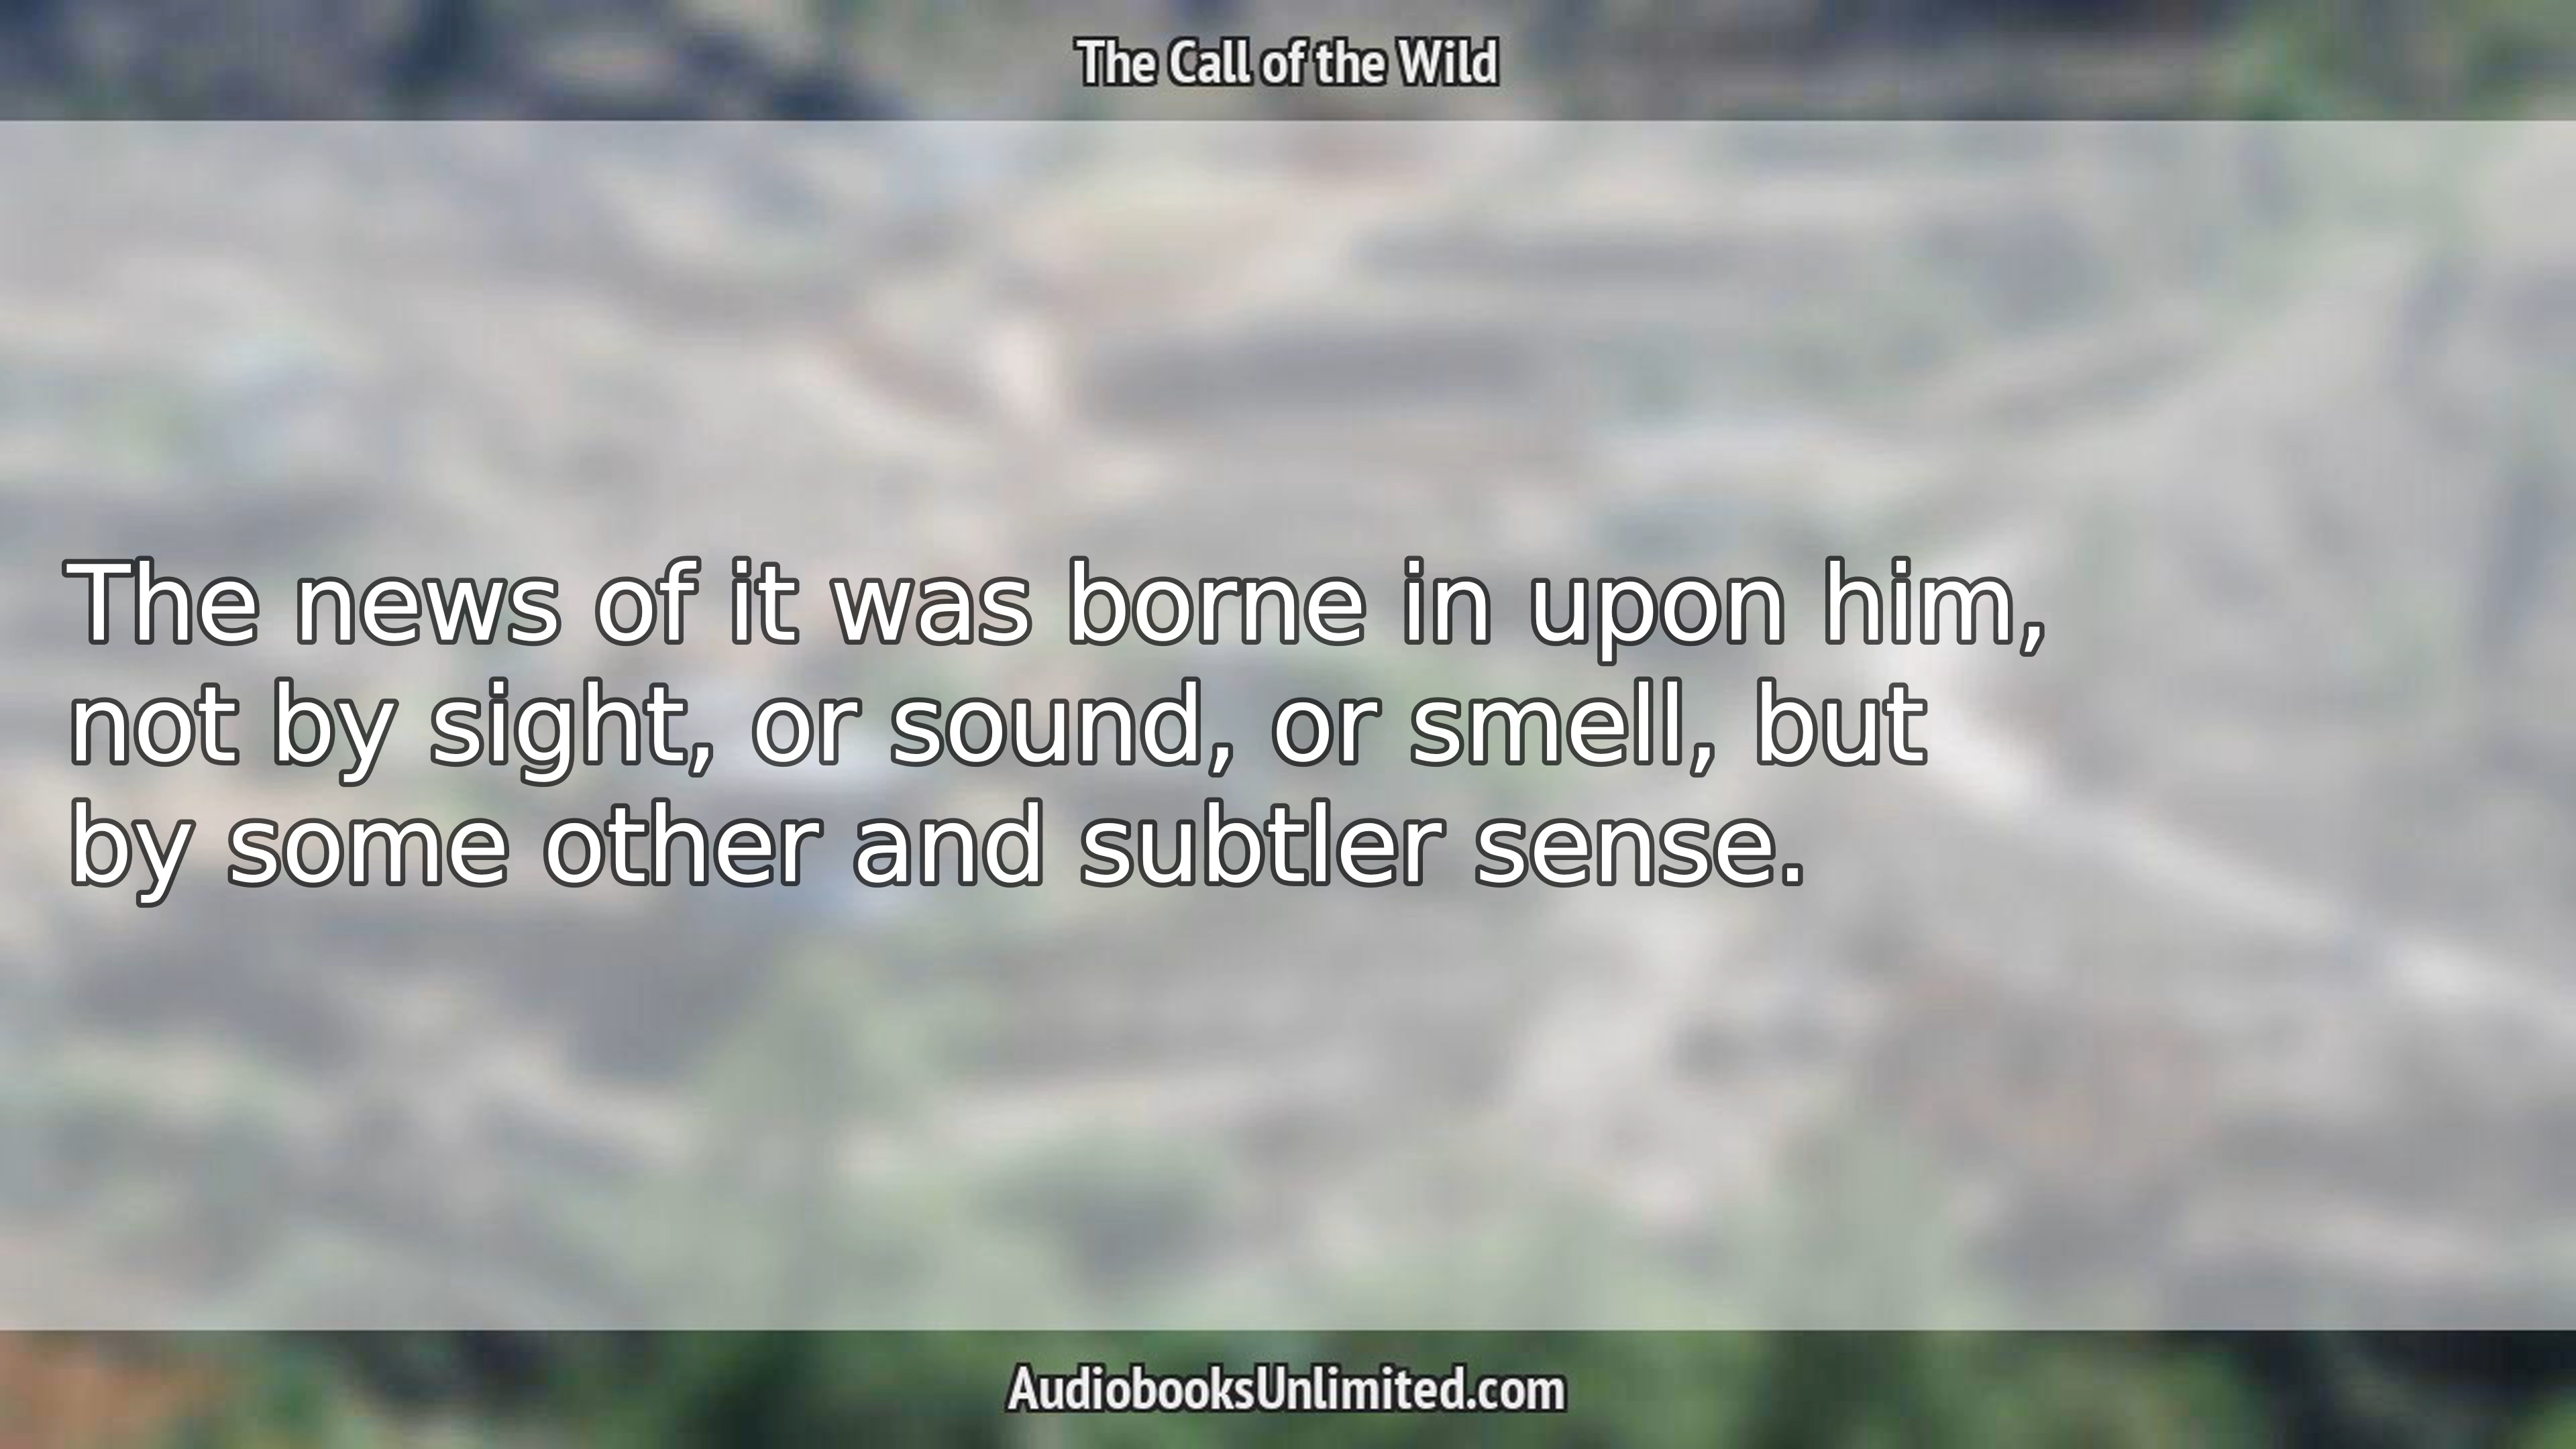 The Call of the Wild
The news of it was borne in upon him,
not by sight, or sound, or smell, but
by some other and subtler sense.
AudiobooksUnlimited.com